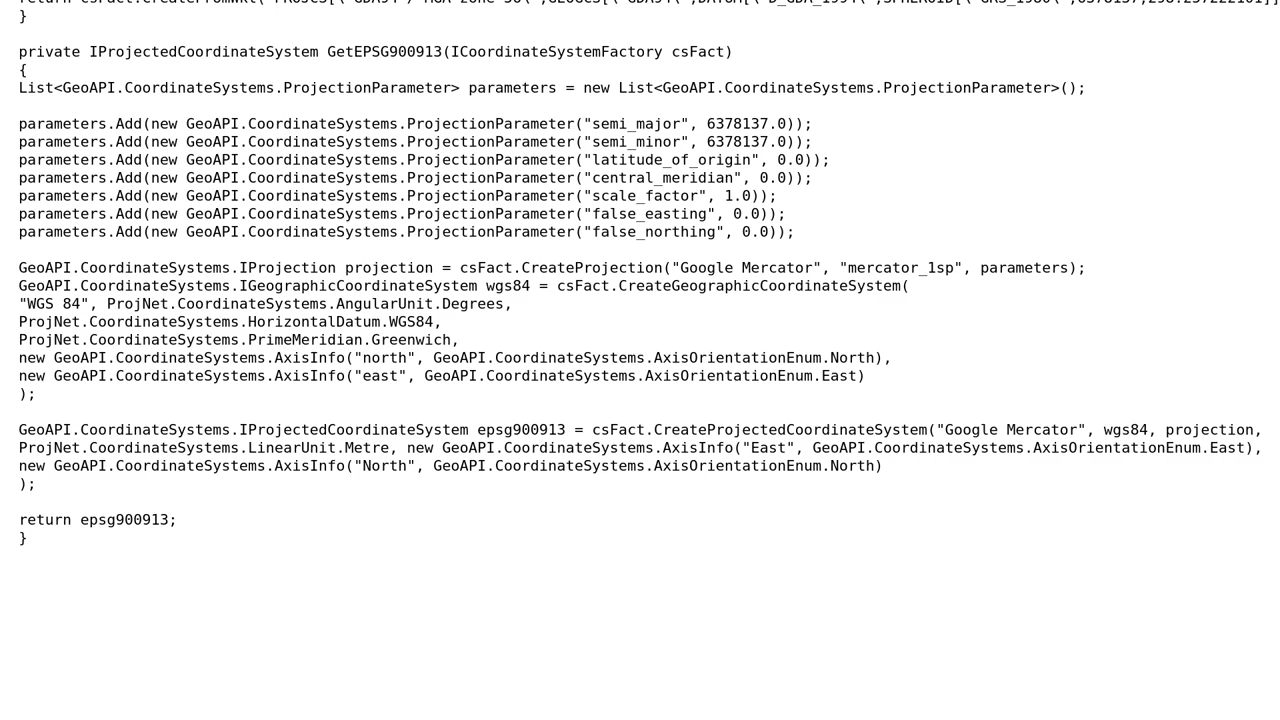 }
private IProjectedCoordinateSystem GetEPSG900913(ICoordinateSystemFactory csFact)
{
List<GeoAPI.CoordinateSystems.ProjectionParameter> parameters = new List<GeoAPI.CoordinateSystems.ProjectionParameter>();
parameters.Add(new GeoAPI.CoordinateSystems.ProjectionParameter("semi_major", 6378137.0));
parameters.Add(new GeoAPI.CoordinateSystems.ProjectionParameter("semi_minor", 6378137.0));
parameters.Add(new GeoAPI.CoordinateSystems.ProjectionParameter("latitude_of_origin", 0.0));
parameters.Add(new GeoAPI.CoordinateSystems.ProjectionParameter("central_meridian", 0.0));
parameters.Add(new GeoAPI.CoordinateSystems.ProjectionParameter("scale_factor", 1.0));
parameters.Add(new GeoAPI.CoordinateSystems.ProjectionParameter("false_easting", 0.0));
parameters.Add(new GeoAPI.CoordinateSystems.ProjectionParameter("false_northing", 0.0));
GeoAPI.CoordinateSystems.IProjection projection = csFact.CreateProjection("Google Mercator", "mercator_1sp", parameters);
GeoAPI.CoordinateSystems.IGeographicCoordinateSystem wgs84 = csFact.CreateGeographicCoordinateSystem(
"WGS 84", ProjNet.CoordinateSystems.AngularUnit.Degrees,
ProjNet.CoordinateSystems.HorizontalDatum.WGS84,
ProjNet.CoordinateSystems.PrimeMeridian.Greenwich,
new GeoAPI.CoordinateSystems.AxisInfo("north", GeoAPI.CoordinateSystems.AxisOrientationEnum.North),
new GeoAPI.CoordinateSystems.AxisInfo("east", GeoAPI.CoordinateSystems.AxisOrientationEnum.East)
);
GeoAPI.CoordinateSystems.IProjectedCoordinateSystem epsg900913 = csFact.CreateProjectedCoordinateSystem("Google Mercator", wgs84, projection,
ProjNet.CoordinateSystems.LinearUnit.Metre, new GeoAPI.CoordinateSystems.AxisInfo("East", GeoAPI.CoordinateSystems.AxisOrientationEnum.East),
new GeoAPI.CoordinateSystems.AxisInfo("North", GeoAPI.CoordinateSystems.AxisOrientationEnum.North)
);
return epsg900913;
}